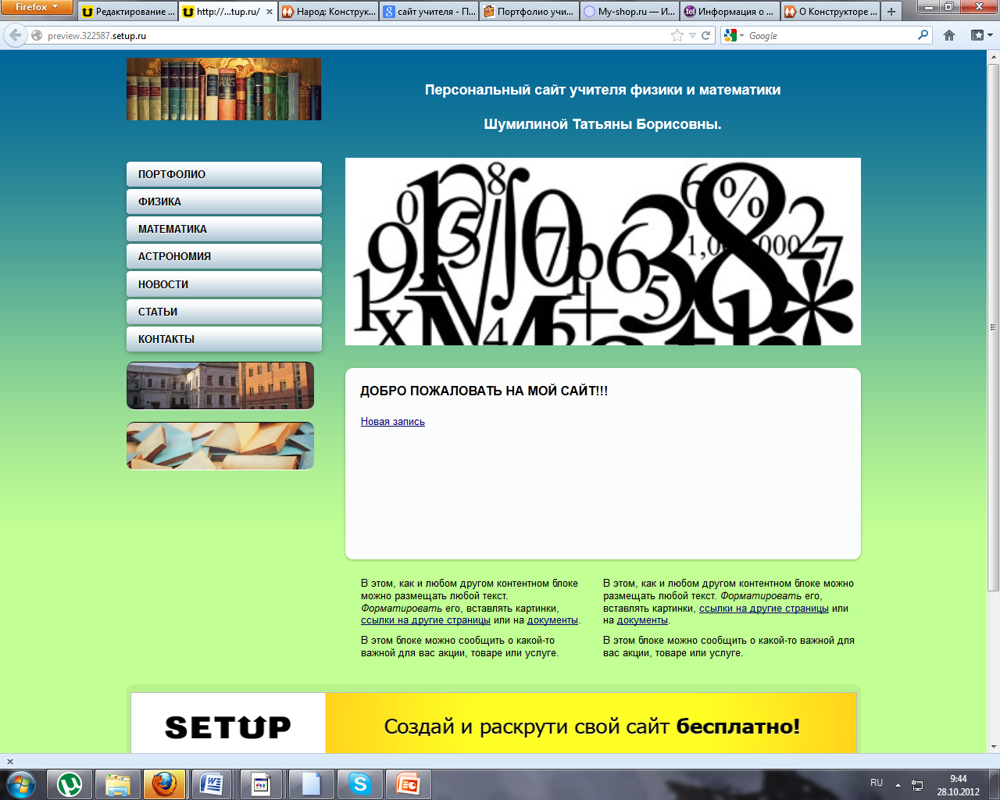 Firefox
Редактирование ...
http://...tup.ru/
Народ: Конструк...
сайт учителя - П...
Портфолио учи...
My-shop.ru — И...
Информация о ...
О Конструкторе ...
preview.322587.setup.ru
Google
WAR AND PEACE
Персональный сайт учителя физики и математики
Шумилиной Татьяны Борисовны.
ПОРТФОЛИО
ФИЗИКА
МАТЕМАТИКА
АСТРОНОМИЯ
НОВОСТИ
СТАТЬИ
КОНТАКТЫ
ДОБРО ПОЖАЛОВАТЬ НА МОЙ САЙТ!!!
Новая запись
В этом, как и любом другом контентном блоке
можно размещать любой текст.
Форматировать его, вставлять картинки,
ссылки на другие страницы или на документы.
В этом блоке можно сообщить о какой-то
важной для вас акции, товаре или услуге.
В этом, как и любом другом контентном блоке можно
размещать любой текст. Форматировать его,
вставлять картинки, ссылки на другие страницы или
на документы.
В этом блоке можно сообщить о какой-то важной для
вас акции, товаре или услуге.
SETUP
Создай и раскрути свой сайт бесплатно!
RU
9:44
28.10.2012